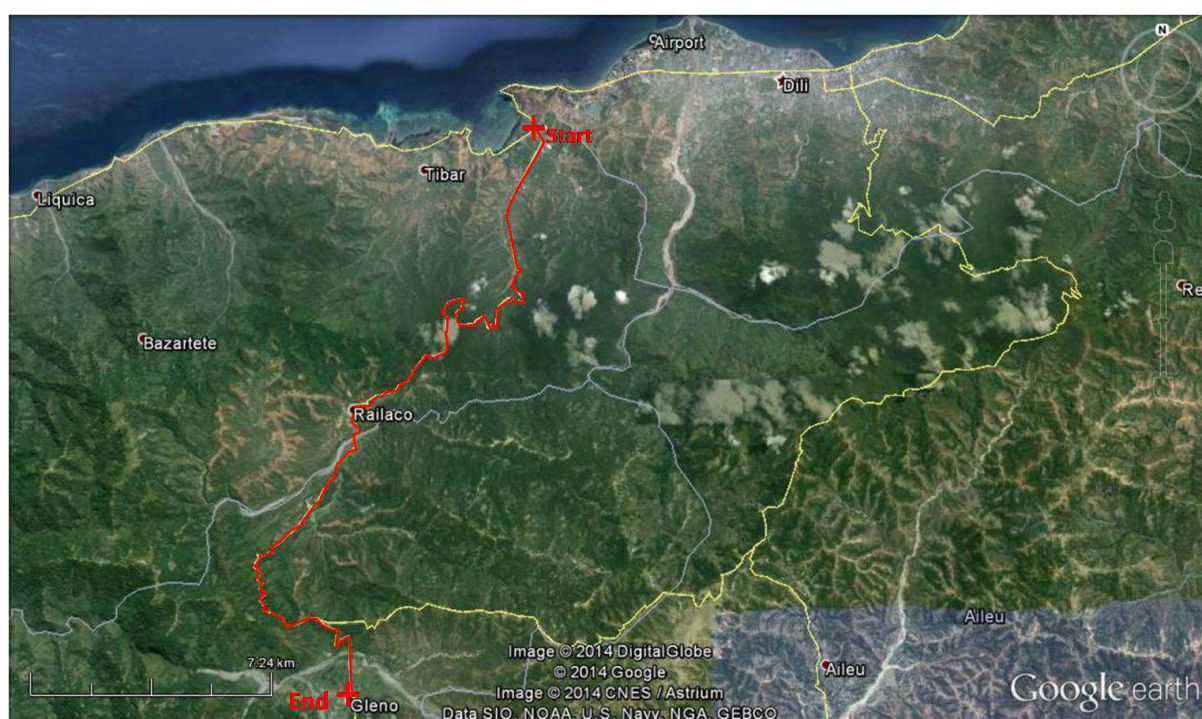 N
Airport
Dili
Start
Tibar
Liquica
Re
Bazartete
Railaco
Aileu
7.24 km
Image © 2014 DigitalGlobe
© 2014 Google
Image © 2014 CNES / Astrium
Data SIO, NOAA, U.S. Navy, NGA, GEBCO
Aileu
Google earth
End
Gleno